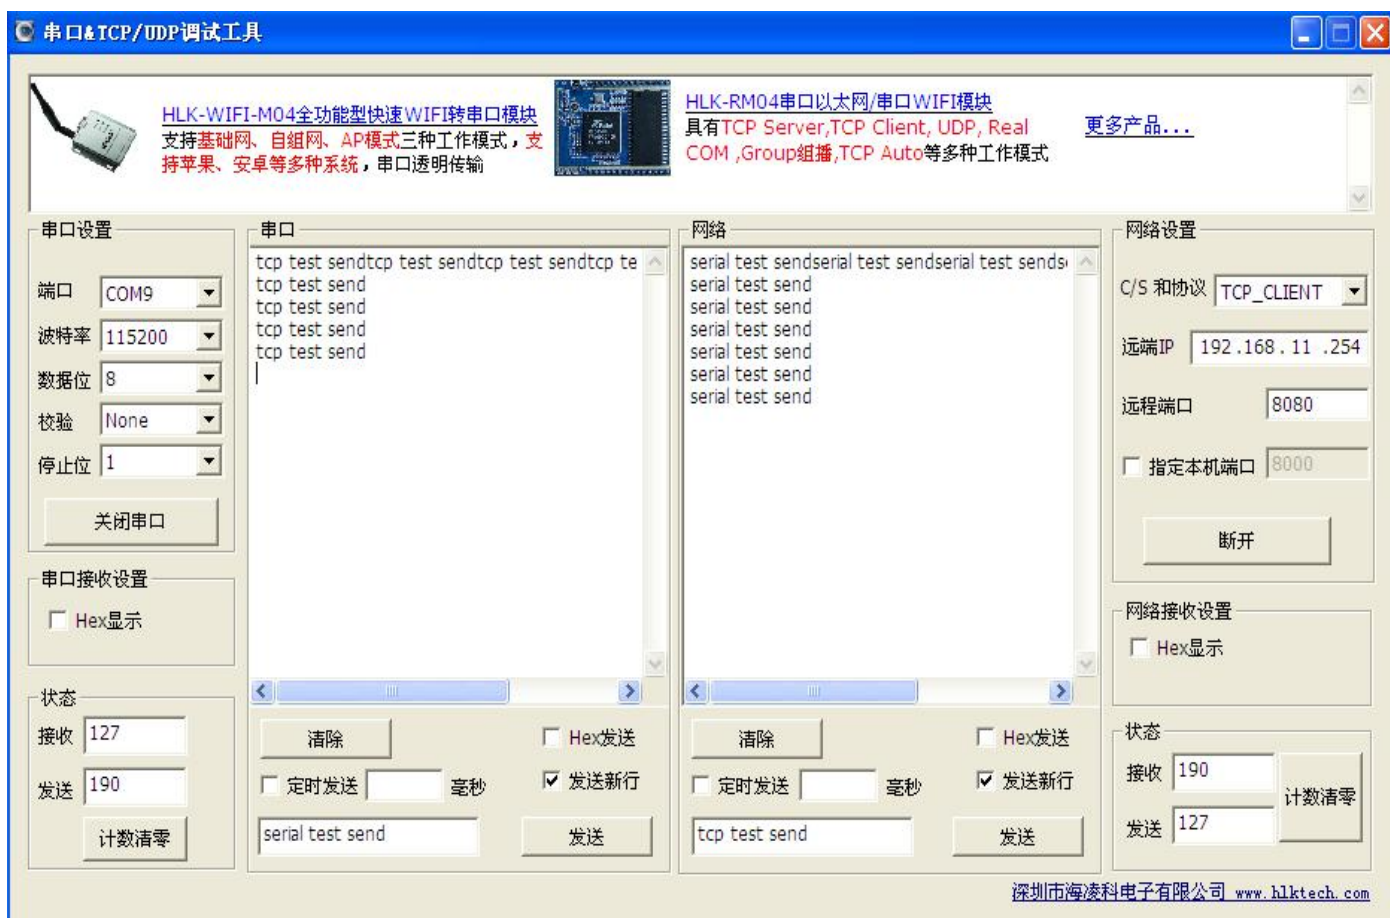 串口&TCP/UDP调试工具
HLK-WIFI-M04全功能型快速WIFI转串口模块
支持基础网、自组网、AP模式三种工作模式，支
持苹果、安卓等多种系统，串口透明传输
HLK-RM04串口以太网/串口WIFI模块
具有TCP Server,TCP Client, UDP, Real
COM ,Group组播,TCP Auto等多种工作模式
更多产品...
串口设置
端口 COM9
波特率 115200
数据位 8
校验 None
停止位 1
关闭串口
串口接收设置
Hex显示
状态
接收 127
发送 190
计数清零
串口
tcp test sendtcp test sendtcp test sendtcp te
tcp test send
tcp test send
tcp test send
tcp test send
清除
Hex发送
定时发送 毫秒
发送新行
serial test send
发送
网络
serial test sendserial test sendserial test sends
serial test send
serial test send
serial test send
serial test send
serial test send
serial test send
清除
Hex发送
定时发送 毫秒
发送新行
tcp test send
发送
网络设置
C/S 和协议 TCP_CLIENT
远端IP 192.168.11.254
远程端口 8080
指定本机端口 8000
断开
网络接收设置
Hex显示
状态
接收 190
发送 127
计数清零
深圳市海凌科电子有限公司 www.hlktech.com